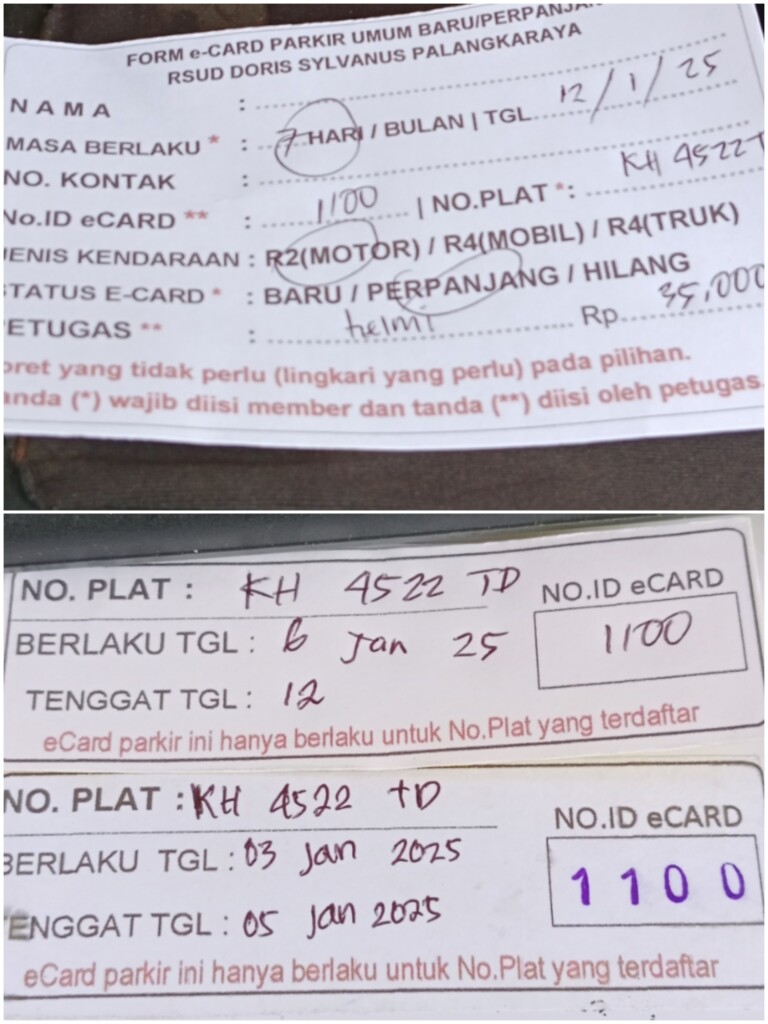 FORM e-CARD PARKIR UMUM BARU/PERPANJA
RSUD DORIS SYLVANUS PALANGKARAYA
NAMA :
MASA BERLAKU * : 7 HARI / BULAN | TGL 12/1/25
NO. KONTAK :
No.ID eCARD ** : 1100 | NO.PLAT *: KH 4522 T
JENIS KENDARAAN : R2(MOTOR) / R4(MOBIL) / R4(TRUK)
STATUS E-CARD * : BARU / PERPANJANG / HILANG
ETUGAS ** : helmi Rp 35,000
oret yang tidak perlu (lingkari yang perlu) pada pilihan.
anda (*) wajib diisi member dan tanda (**) diisi oleh petugas.
NO. PLAT : KH 4522 TD
NO.ID eCARD
1100
BERLAKU TGL : 6 Jan 25
TENGGAT TGL : 12
eCard parkir ini hanya berlaku untuk No.Plat yang terdaftar
NO. PLAT : KH 4522 TD
NO.ID eCARD
1100
BERLAKU TGL : 03 Jan 2025
TENGGAT TGL : 05 Jan 2025
eCard parkir ini hanya berlaku untuk No.Plat yang terdaftar